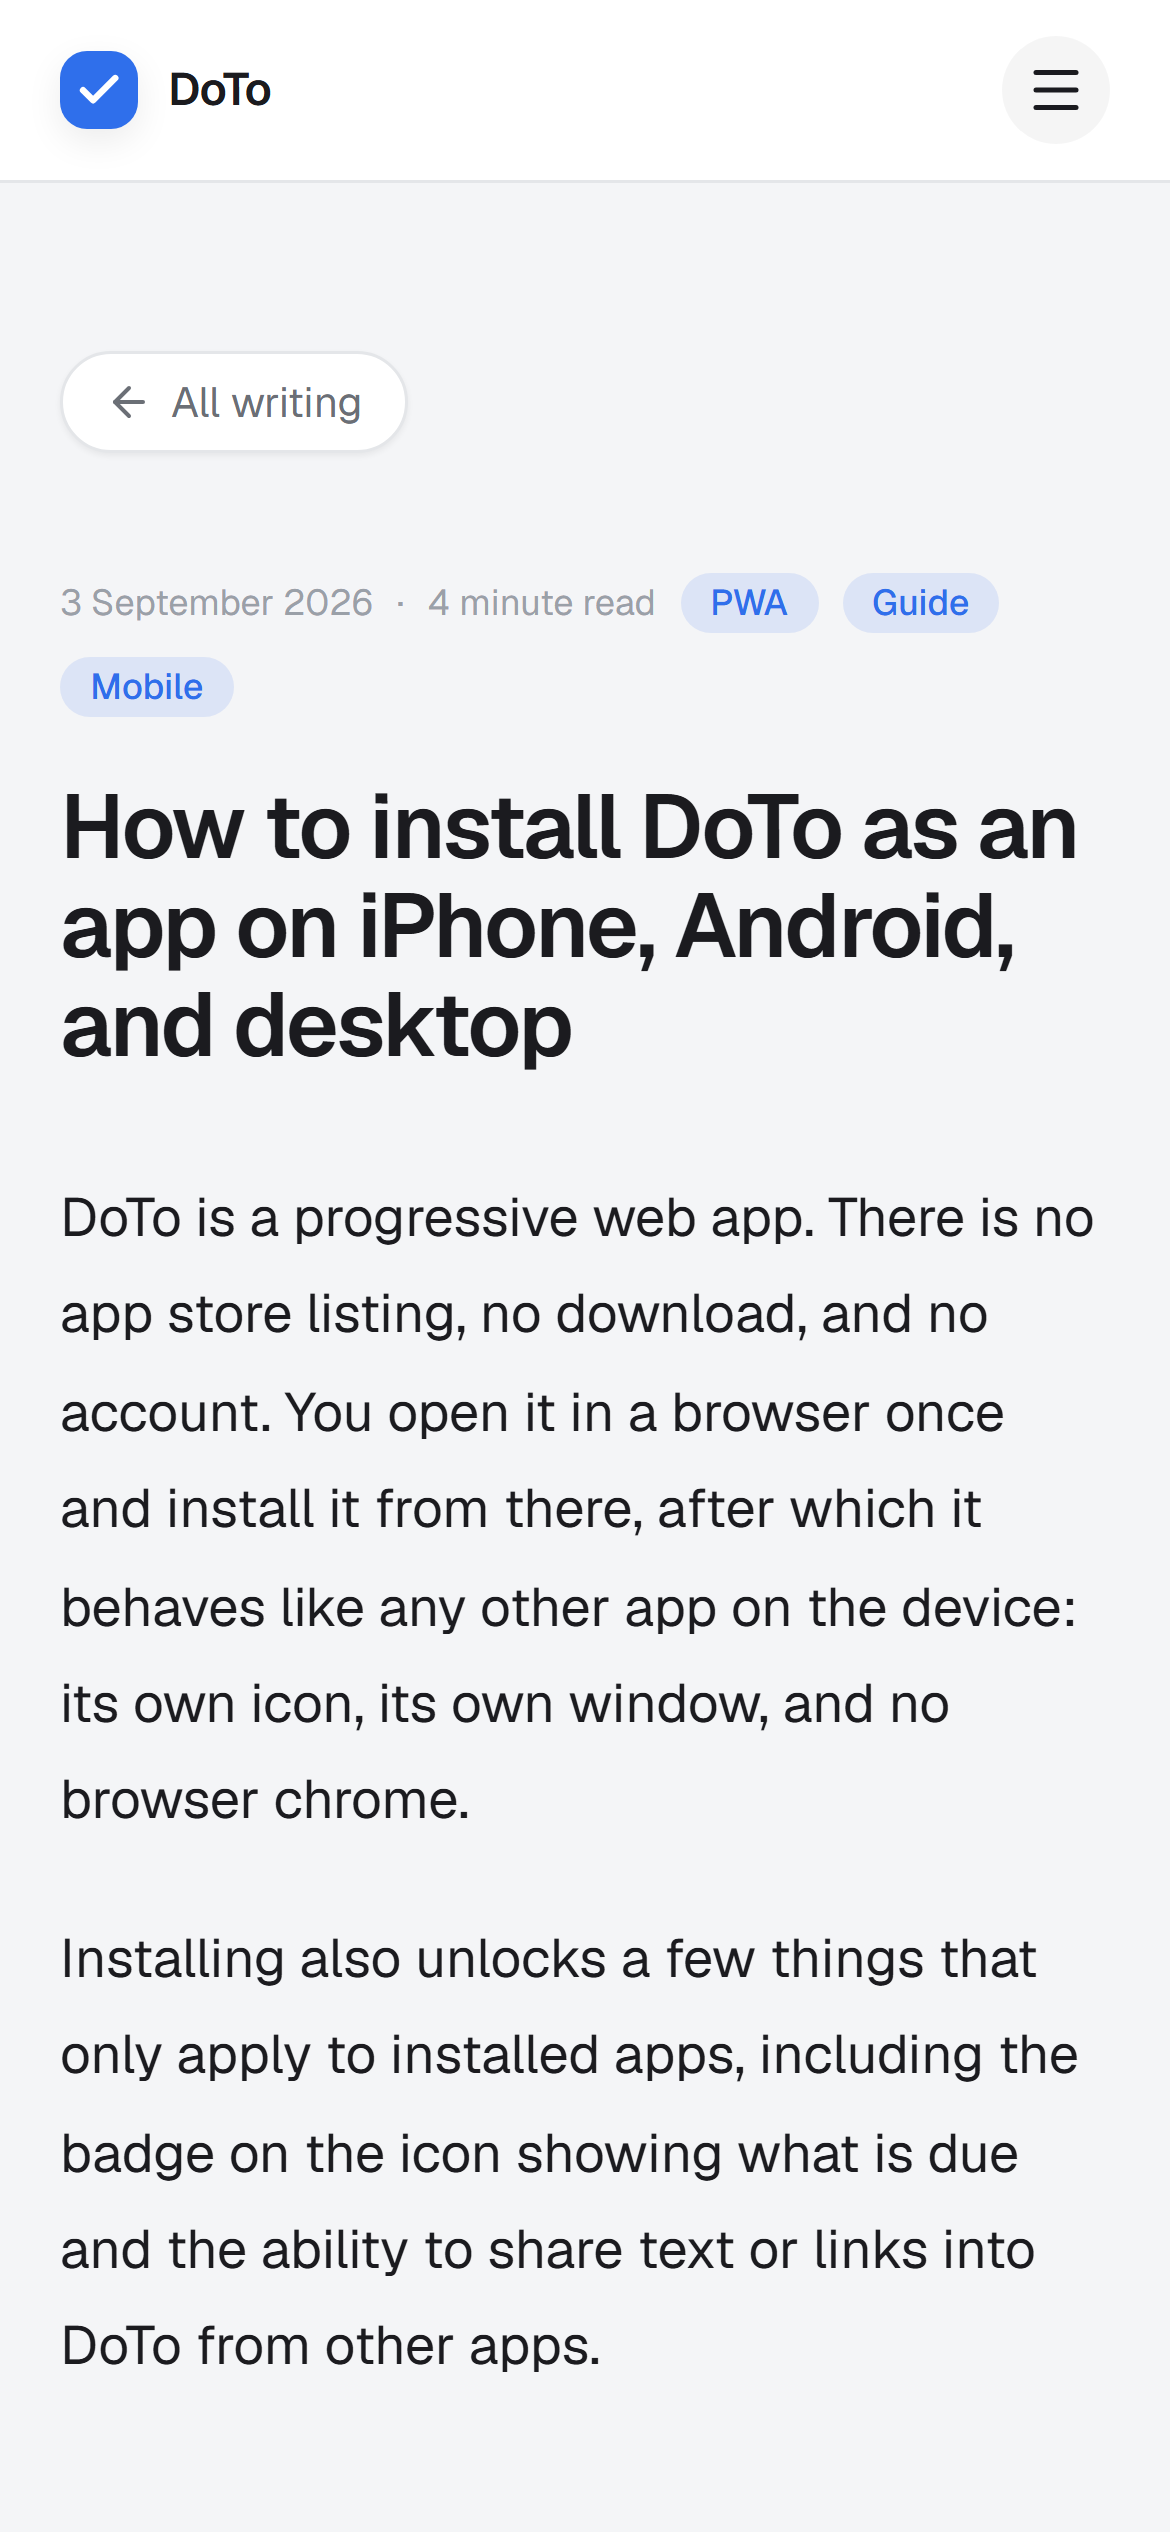 DoTo
All writing
3 September 2026 · 4 minute read PWA Guide
Mobile
How to install DoTo as an
app on iPhone, Android,
and desktop
DoTo is a progressive web app. There is no
app store listing, no download, and no
account. You open it in a browser once
and install it from there, after which it
behaves like any other app on the device:
its own icon, its own window, and no
browser chrome.
Installing also unlocks a few things that
only apply to installed apps, including the
badge on the icon showing what is due
and the ability to share text or links into
DoTo from other apps.